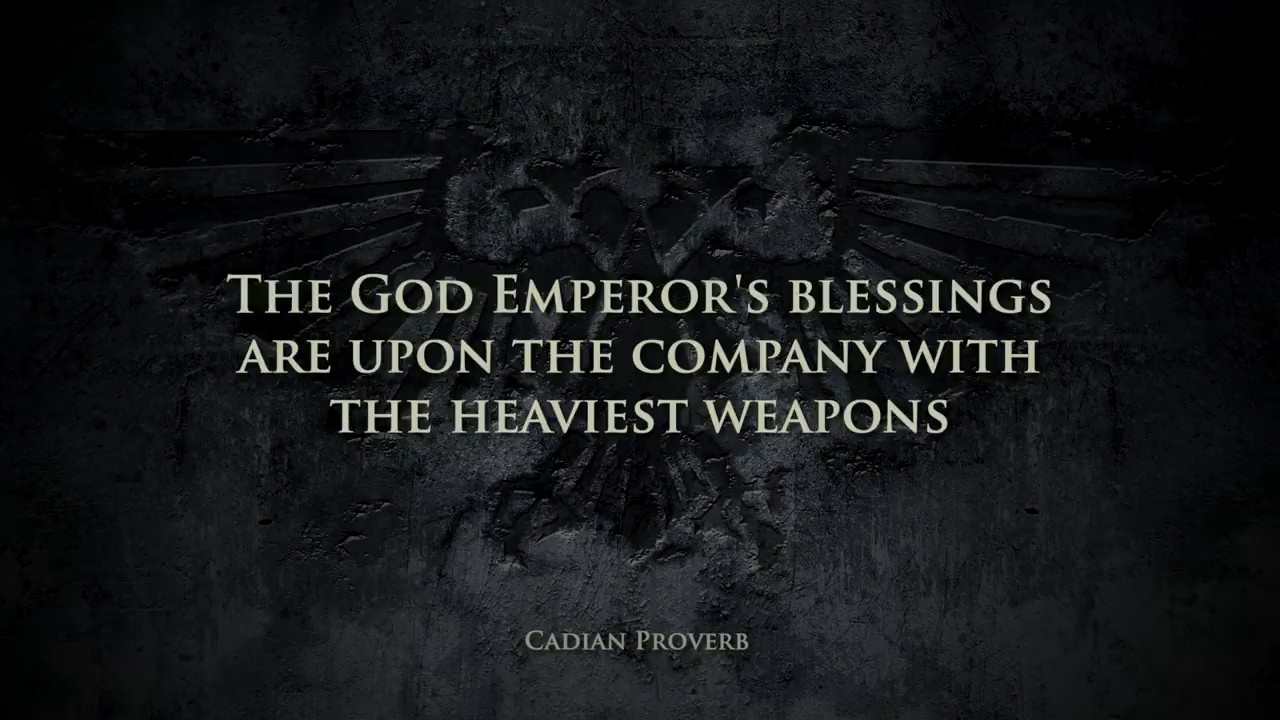 The God Emperor's blessings
are upon the company with
the heaviest weapons
Cadian Proverb